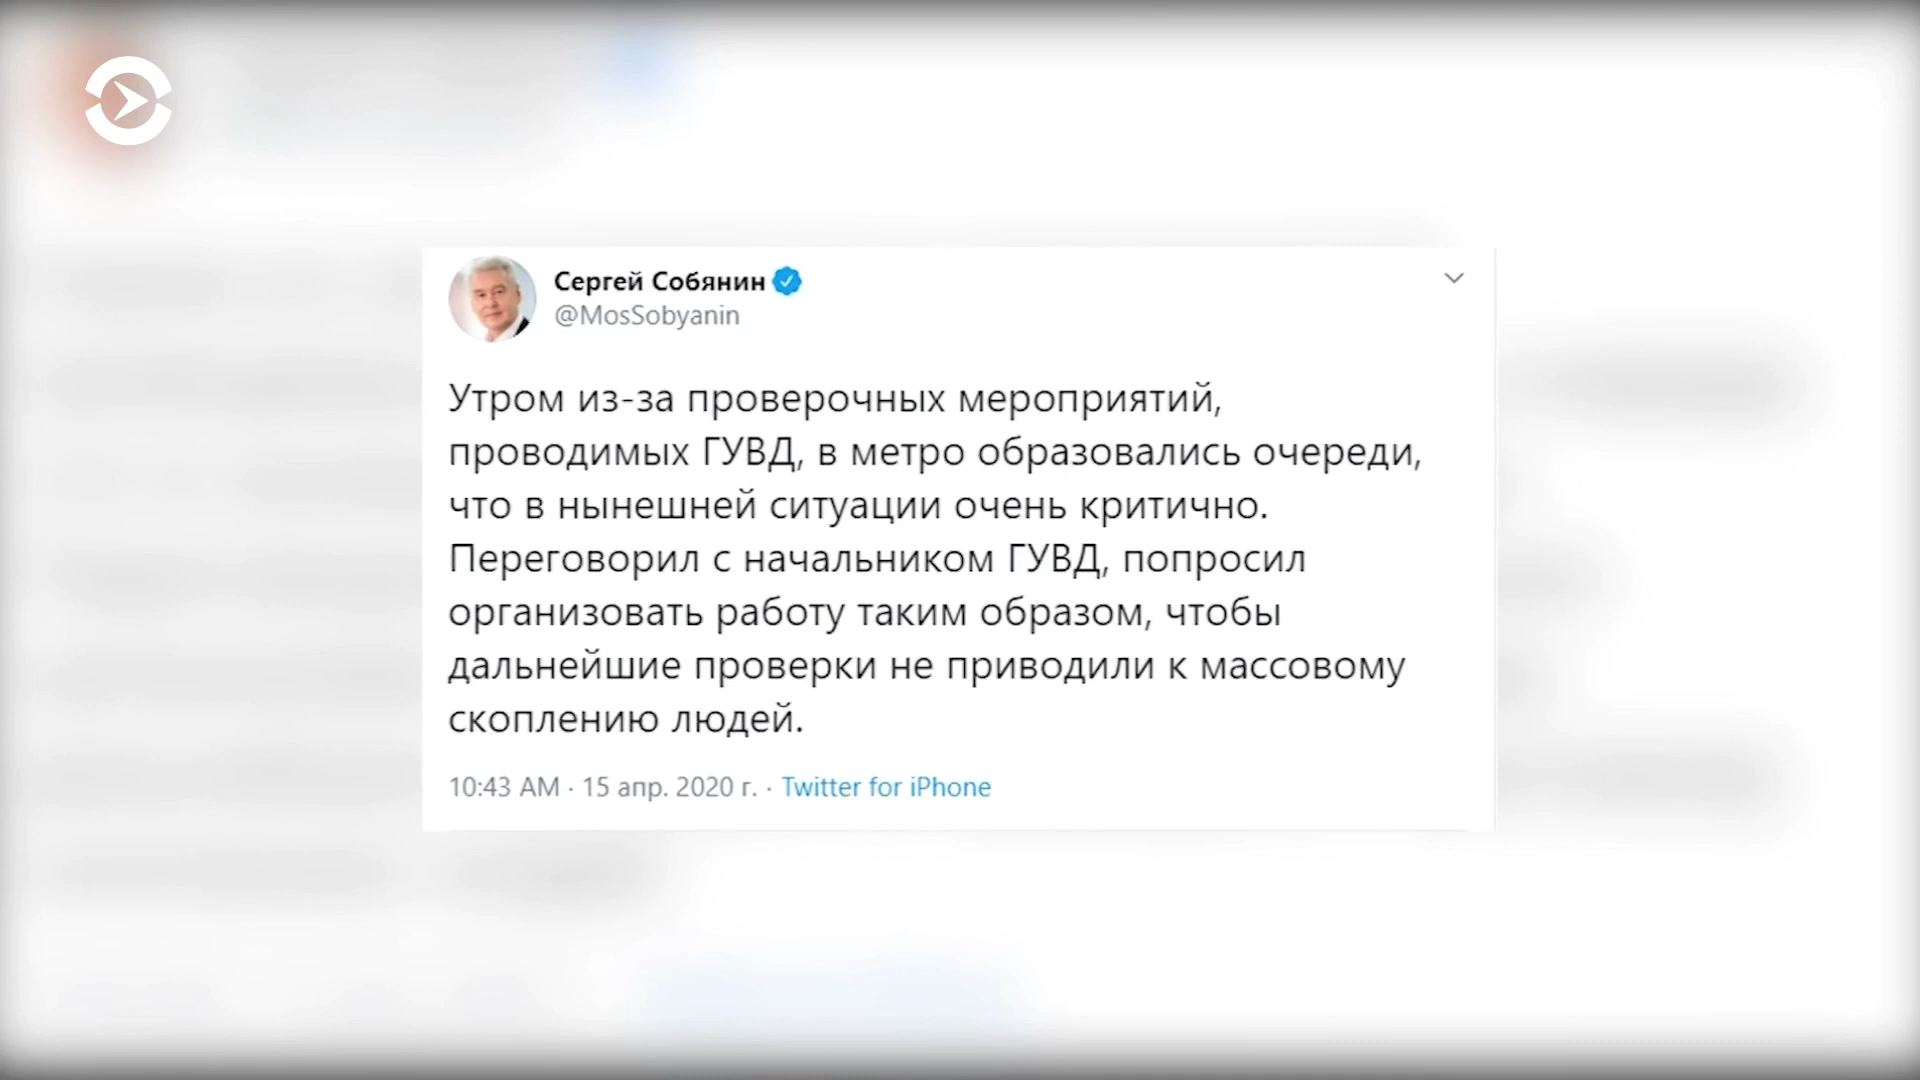 Сергей Собянин
@MosSobyanin
Утром из-за проверочных мероприятий,
проводимых ГУВД, в метро образовались очереди,
что в нынешней ситуации очень критично.
Переговорил с начальником ГУВД, попросил
организовать работу таким образом, чтобы
дальнейшие проверки не приводили к массовому
скоплению людей.
10:43 AM · 15 апр. 2020 г. · Twitter for iPhone